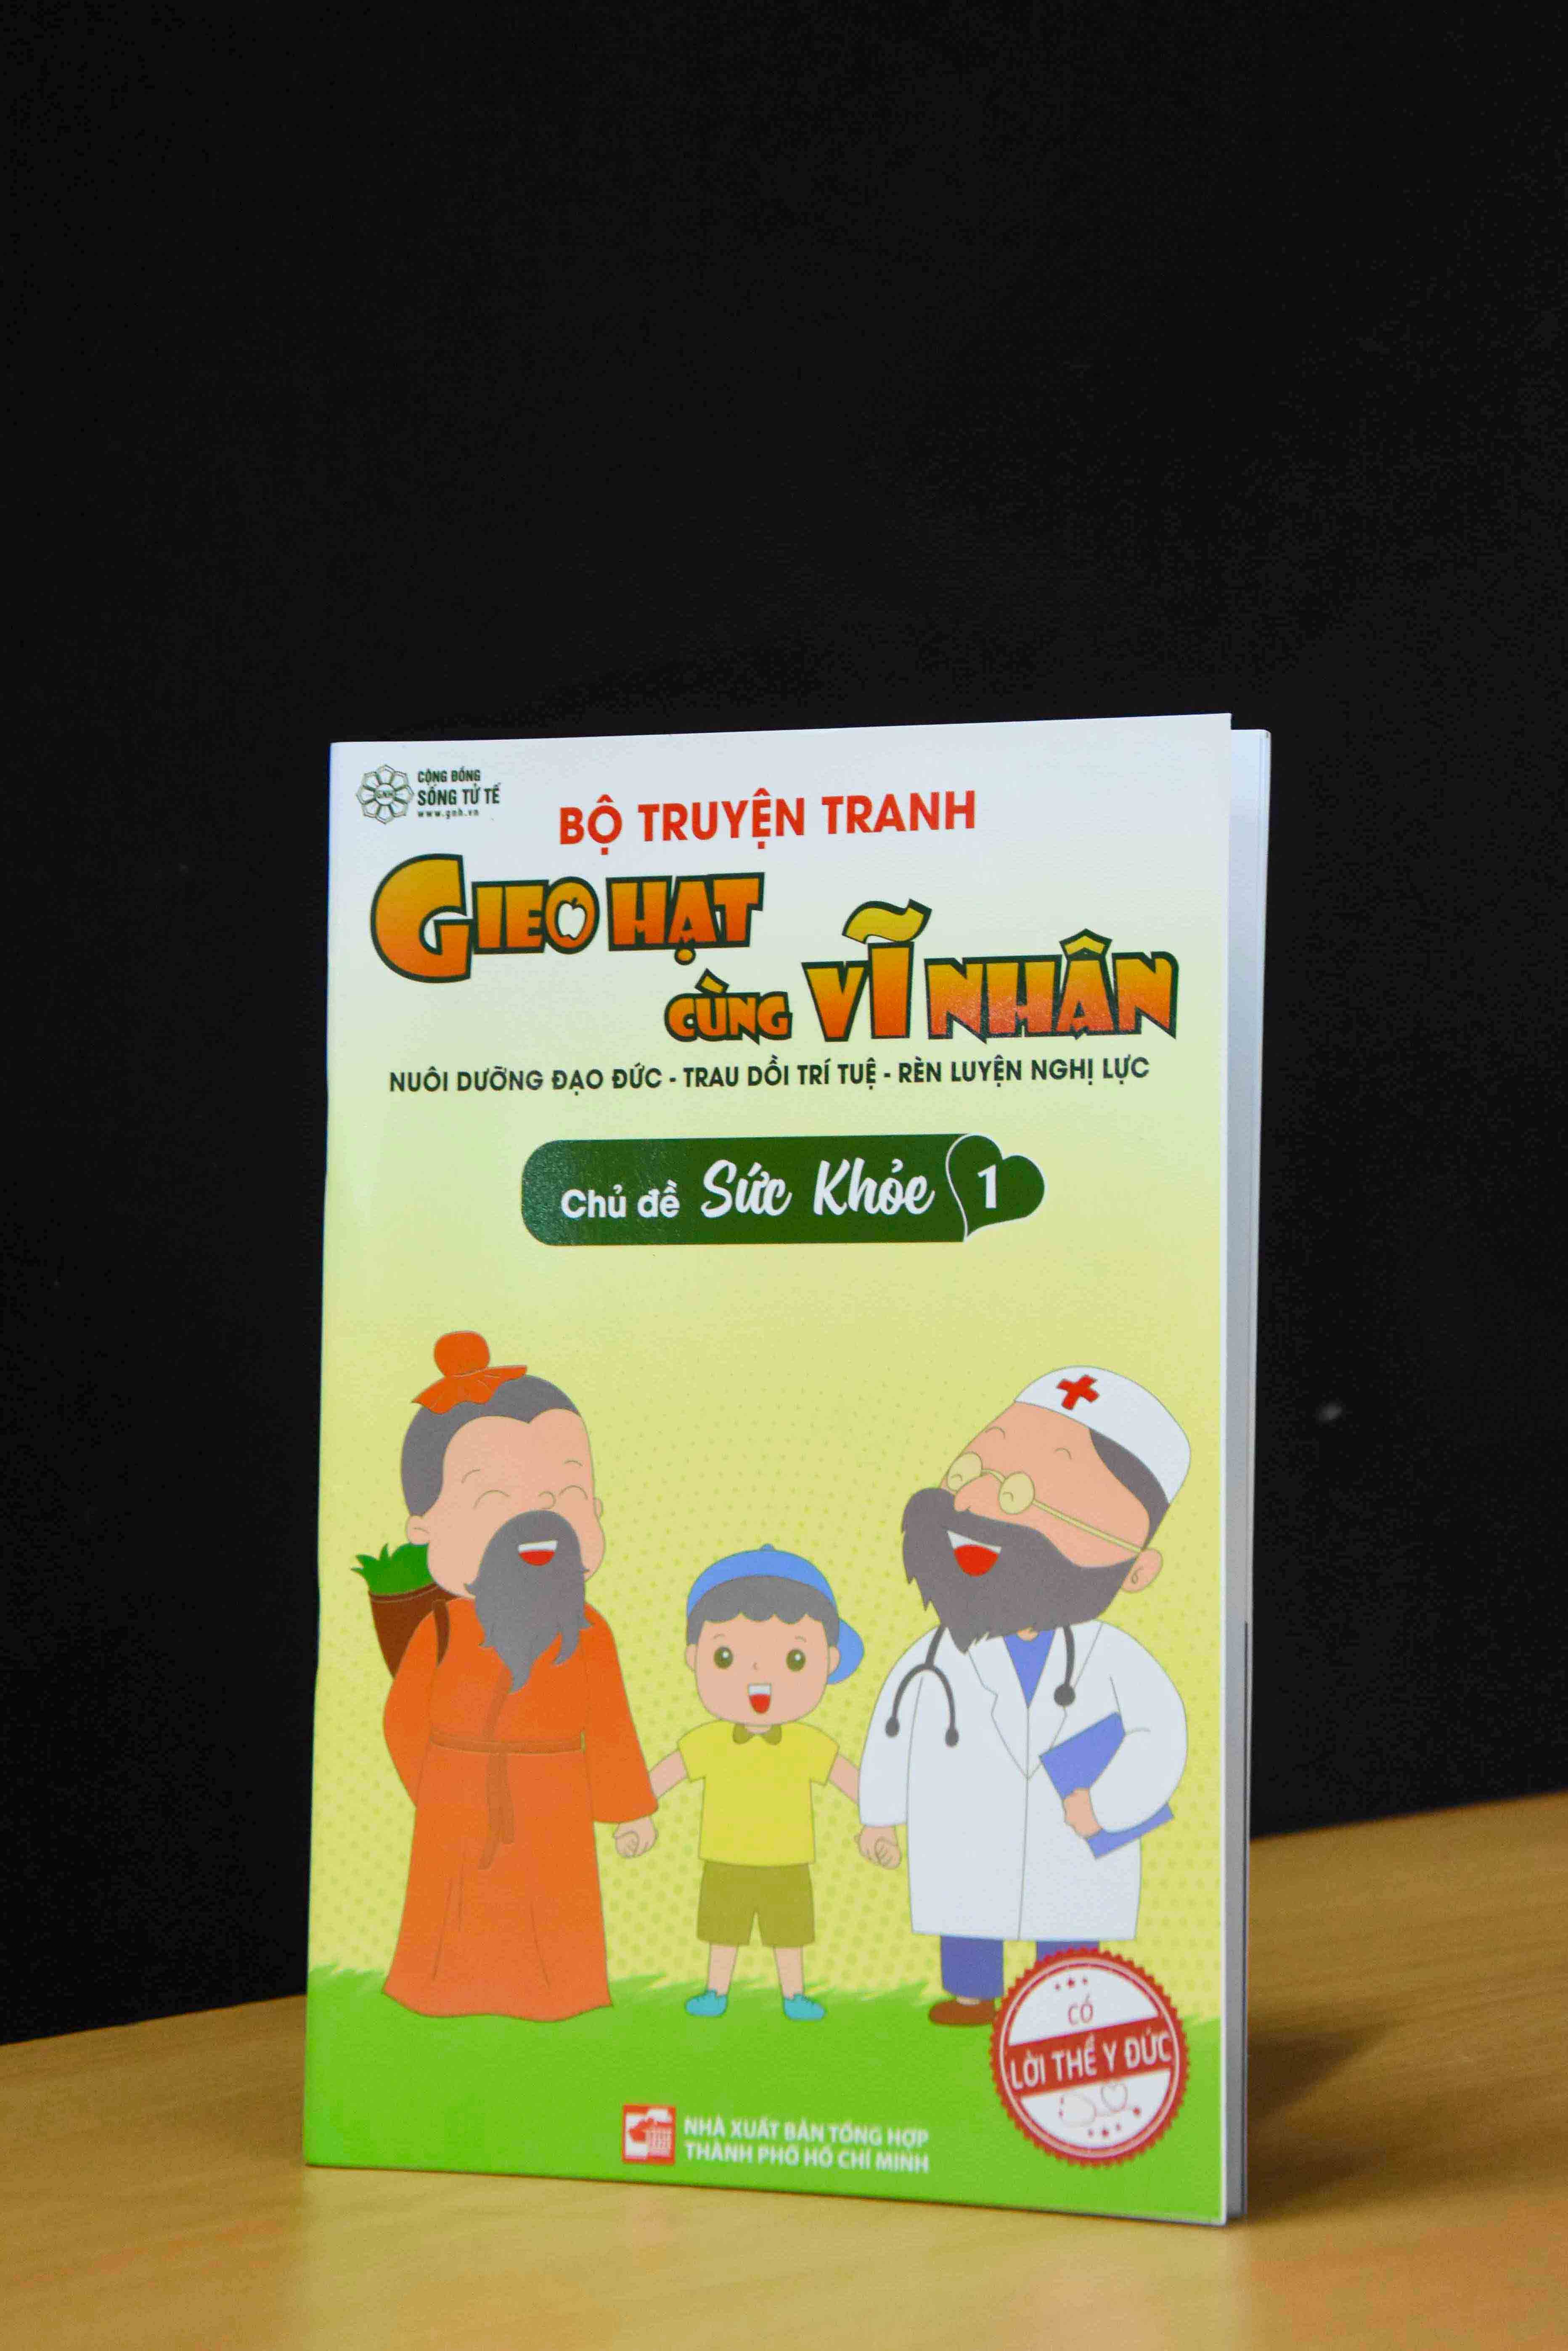 CỘNG ĐỒNG
SỐNG TỬ TẾ
www.gnh.vn
GNH
BỘ TRUYỆN TRANH
GIEO HẠT
CÙNG VĨ NHÂN
NUÔI DƯỠNG ĐẠO ĐỨC - TRAU DỒI TRÍ TUỆ - RÈN LUYỆN NGHỊ LỰC
Chủ đề Sức Khỏe 1
CÓ
LỜI THỀ Y ĐỨC
NHÀ XUẤT BẢN TỔNG HỢP
THÀNH PHỐ HỒ CHÍ MINH